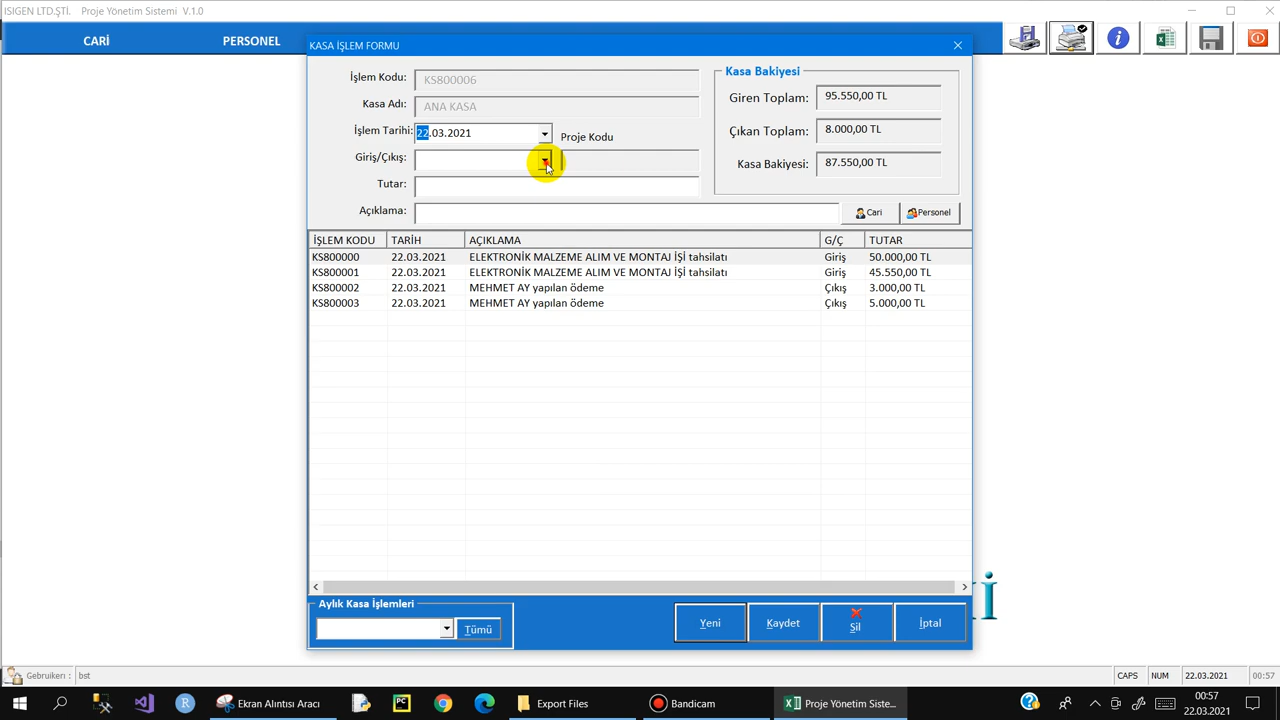 ISIGEN LTD.ŞTİ. Proje Yönetim Sistemi V.1.0
CARİ PERSONEL
KASA İŞLEM FORMU
İşlem Kodu: KS800006
Kasa Adı: ANA KASA
İşlem Tarihi: 22.03.2021 Proje Kodu
Giriş/Çıkış:
Tutar:
Açıklama: Cari Personel
Kasa Bakiyesi
Giren Toplam: 95.550,00 TL
Çıkan Toplam: 8.000,00 TL
Kasa Bakiyesi: 87.550,00 TL
İŞLEM KODU TARİH AÇIKLAMA G/Ç TUTAR
KS800000 22.03.2021 ELEKTRONİK MALZEME ALIM VE MONTAJ İŞİ tahsilatı Giriş 50.000,00 TL
KS800001 22.03.2021 ELEKTRONİK MALZEME ALIM VE MONTAJ İŞİ tahsilatı Giriş 45.550,00 TL
KS800002 22.03.2021 MEHMET AY yapılan ödeme Çıkış 3.000,00 TL
KS800003 22.03.2021 MEHMET AY yapılan ödeme Çıkış 5.000,00 TL
Aylık Kasa İşlemleri
Tümü
Yeni Kaydet Sil İptal
Gebruikerı : bst CAPS NUM 22.03.2021 00:57
Ekran Alıntısı Aracı Export Files Bandicam Proje Yönetim Siste...
00:57
22.03.2021